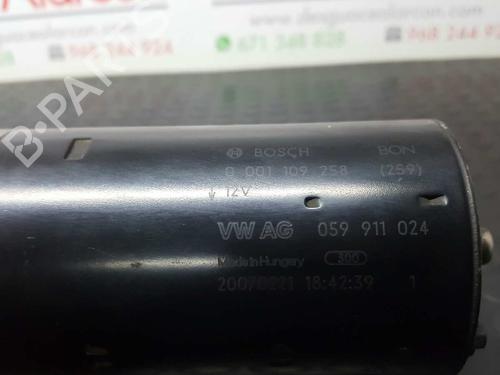 968 244 924
671 348 828
968 244 92
B-PARTS
BOSCH BON
0 001 109 258 (259)
12V
VW AG 059 911 024
Made in Hungary 300
20070221 18:42:39 1